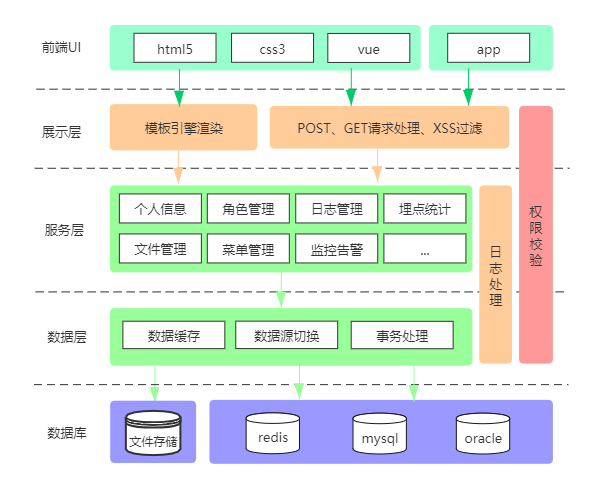 前端UI
html5
css3
vue
app
展示层
模板引擎渲染
POST、GET请求处理、XSS过滤
服务层
个人信息
角色管理
日志管理
埋点统计
文件管理
菜单管理
监控告警
...
日志处理
权限校验
数据层
数据缓存
数据源切换
事务处理
数据库
文件存储
redis
mysql
oracle